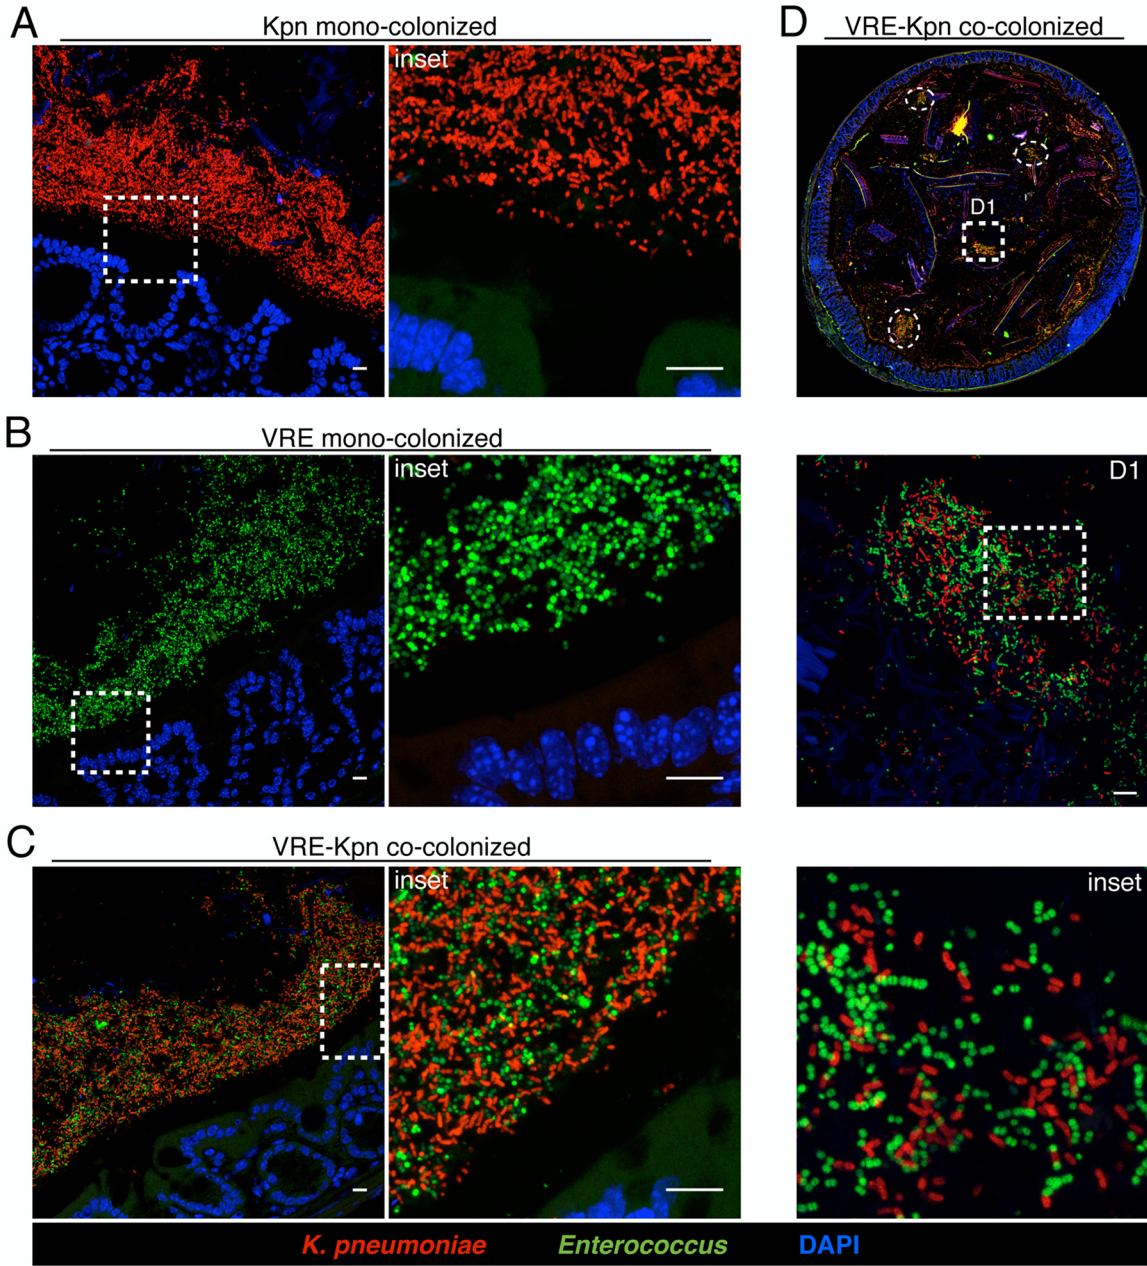 A
Kpn mono-colonized
inset
D
VRE-Kpn co-colonized
D1
B
VRE mono-colonized
inset
D1
C
VRE-Kpn co-colonized
inset
inset
K. pneumoniae Enterococcus DAPI